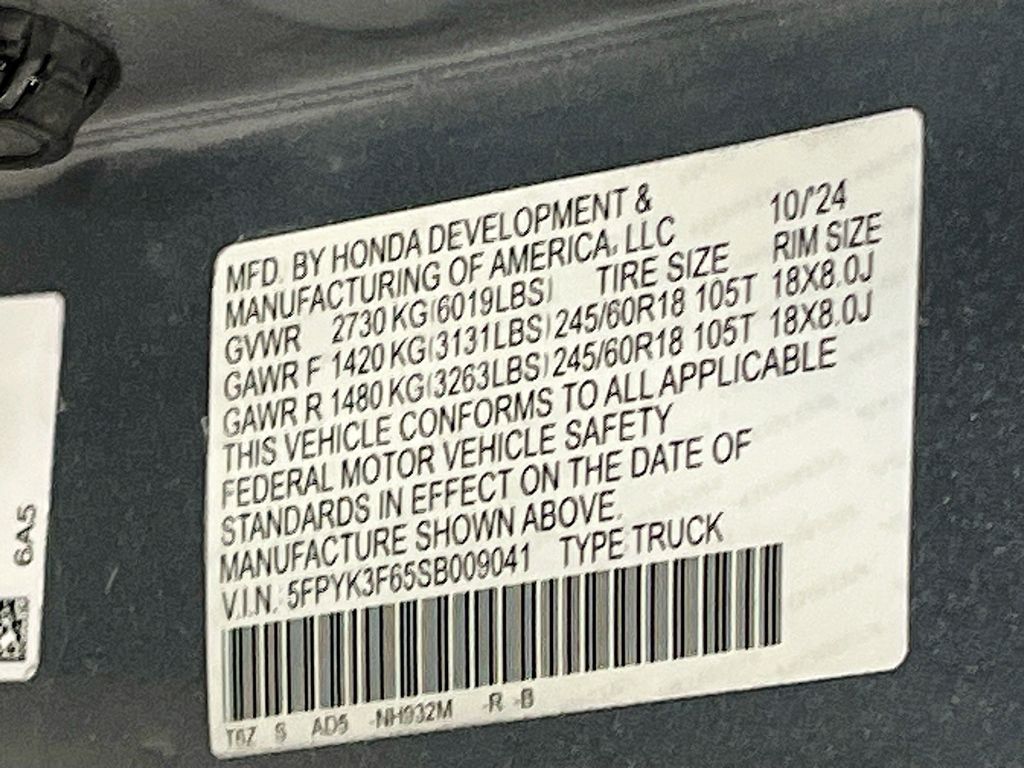 MFD. BY HONDA DEVELOPMENT & 10/'24
MANUFACTURING OF AMERICA, LLC
GVWR 2730 KG(6019LBS) TIRE SIZE RIM SIZE
GAWR F 1420 KG(3131LBS) 245/60R18 105T 18X8.0J
GAWR R 1480 KG(3263LBS) 245/60R18 105T 18X8.0J
THIS VEHICLE CONFORMS TO ALL APPLICABLE
FEDERAL MOTOR VEHICLE SAFETY
STANDARDS IN EFFECT ON THE DATE OF
MANUFACTURE SHOWN ABOVE.
V.I.N. 5FPYK3F65SB009041 TYPE TRUCK
AD5 -NH932M -R -B
6A5